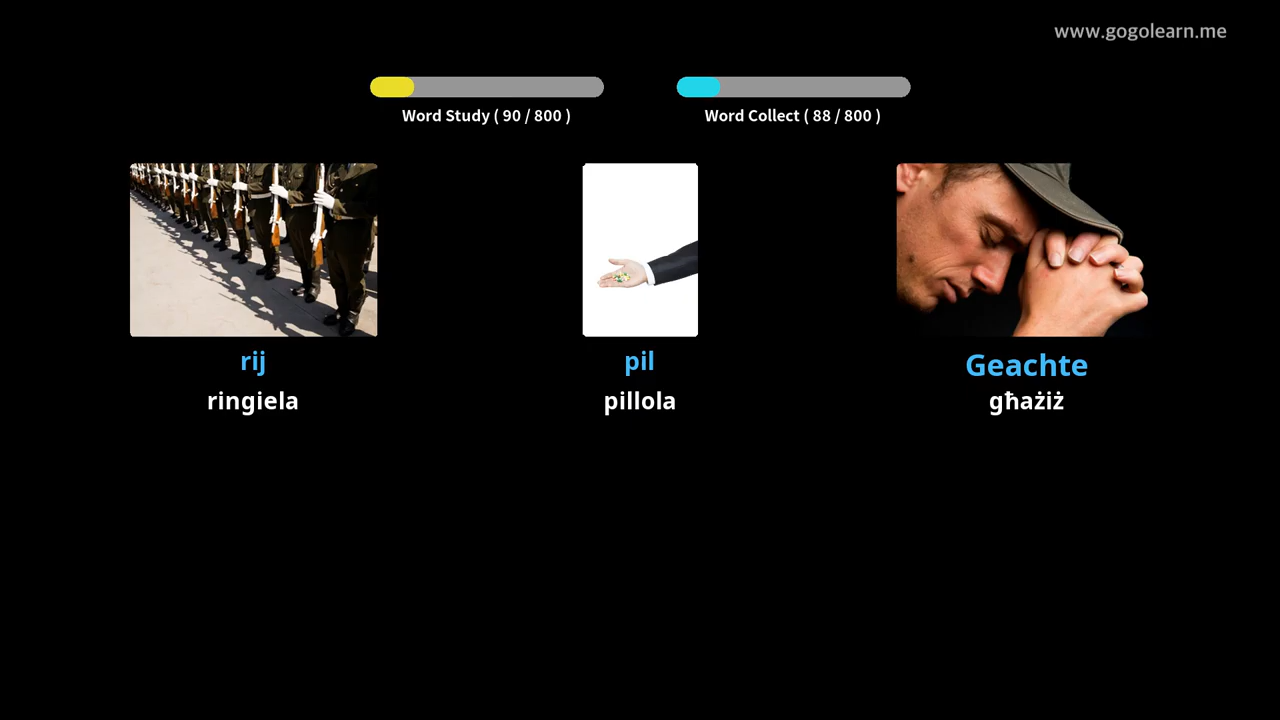 www.gogolearn.me
Word Study ( 90 / 800 )
Word Collect ( 88 / 800 )
rij
pil
Geachte
ringiela
pillola
għażiż